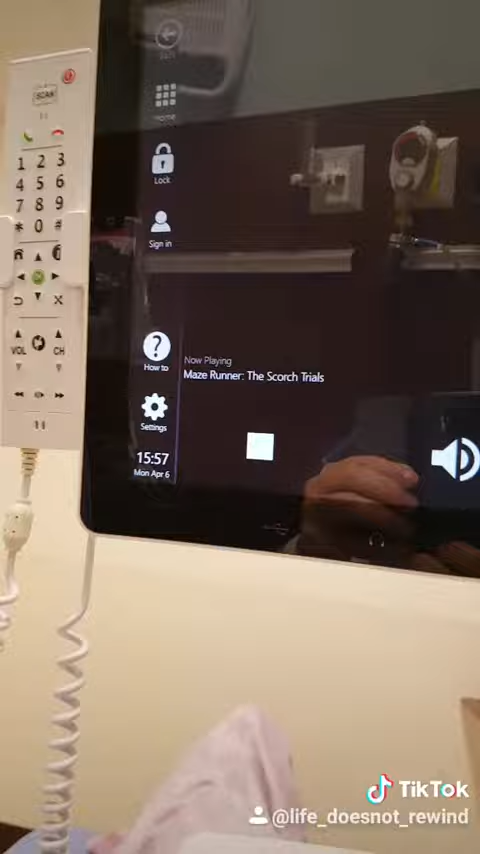 SCAN
1 2 3
4 5 6
7 8 9
* 0 #
VOL
CH
Home
Lock
Sign in
How to
Now Playing
Maze Runner: The Scorch Trials
Settings
15:57
Mon Apr 6
TikTok
@life_doesnot_rewind